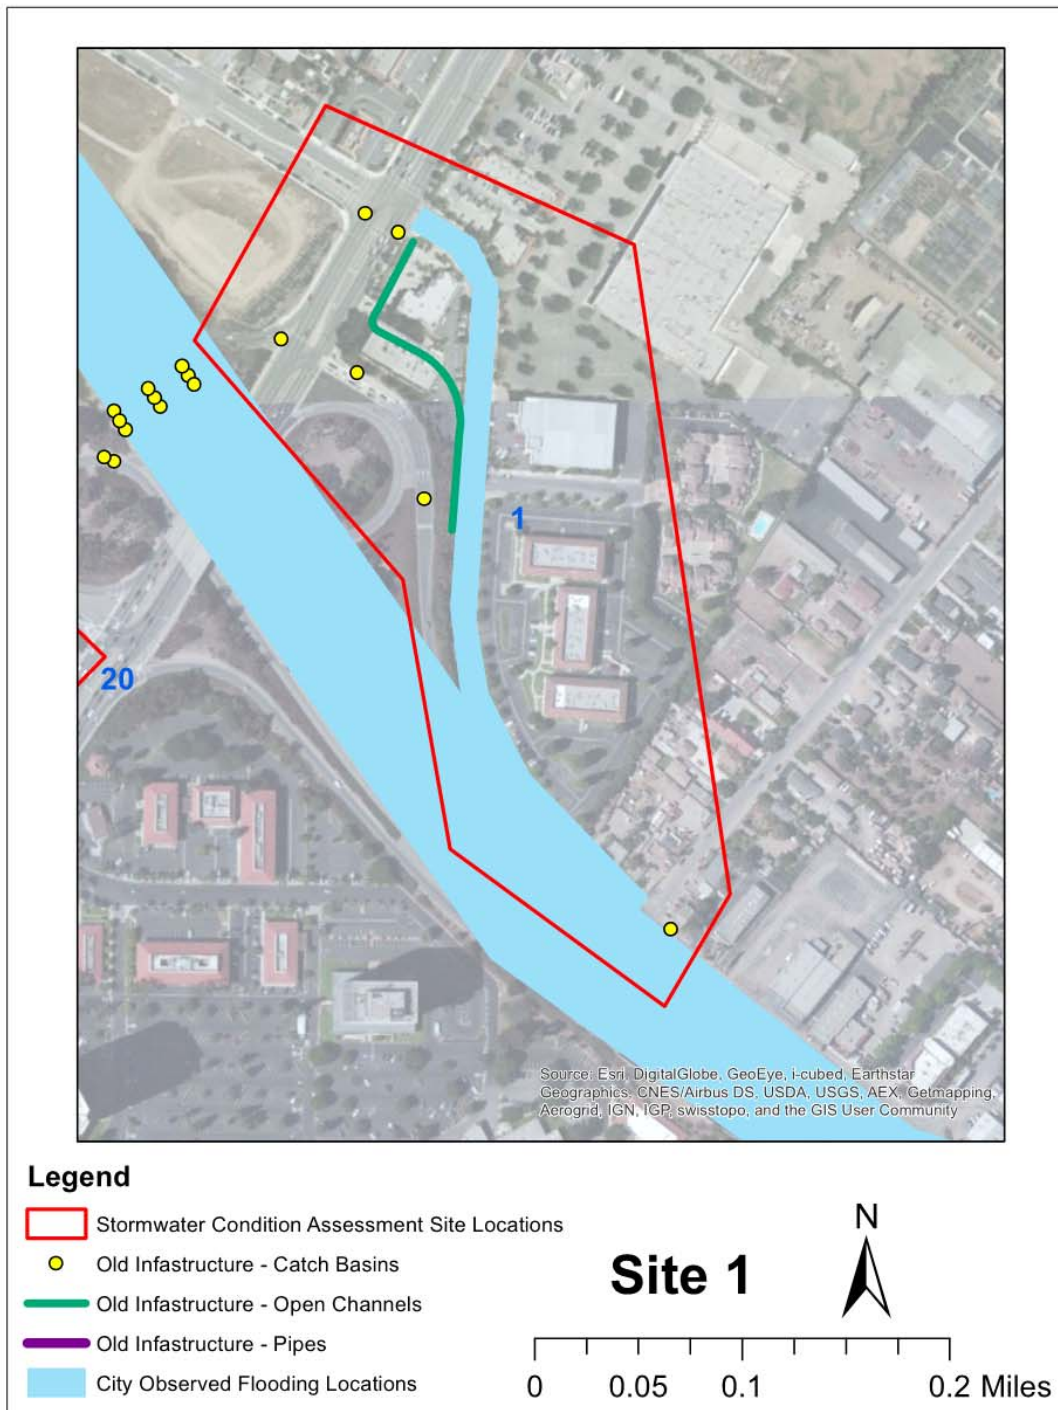 1
20
Source: Esri, DigitalGlobe, GeoEye, i-cubed, Earthstar
Geographics, CNES/Airbus DS, USDA, USGS, AEX, Getmapping,
Aerogrid, IGN, IGP, swisstopo, and the GIS User Community
Legend
Stormwater Condition Assessment Site Locations
Old Infastructure - Catch Basins
Old Infastructure - Open Channels
Old Infastructure - Pipes
City Observed Flooding Locations
Site 1
N
0 0.05 0.1 0.2 Miles